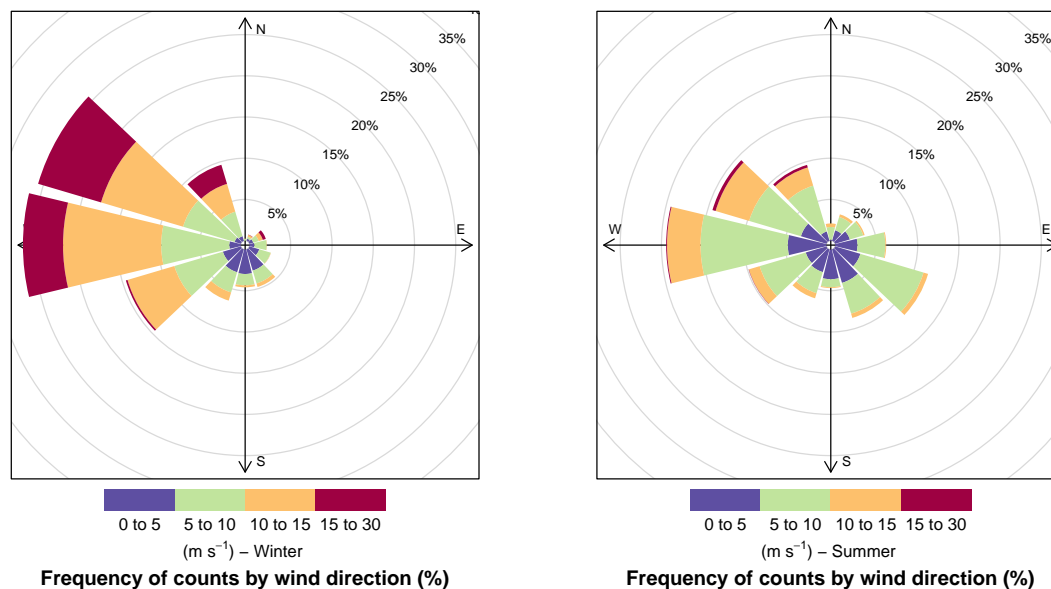 N
35%
30%
25%
20%
15%
10%
5%
E
S
0 to 5 5 to 10 10 to 15 15 to 30
(m s⁻¹) – Winter
Frequency of counts by wind direction (%)
N
35%
30%
25%
20%
15%
10%
5%
W E
S
0 to 5 5 to 10 10 to 15 15 to 30
(m s⁻¹) – Summer
Frequency of counts by wind direction (%)